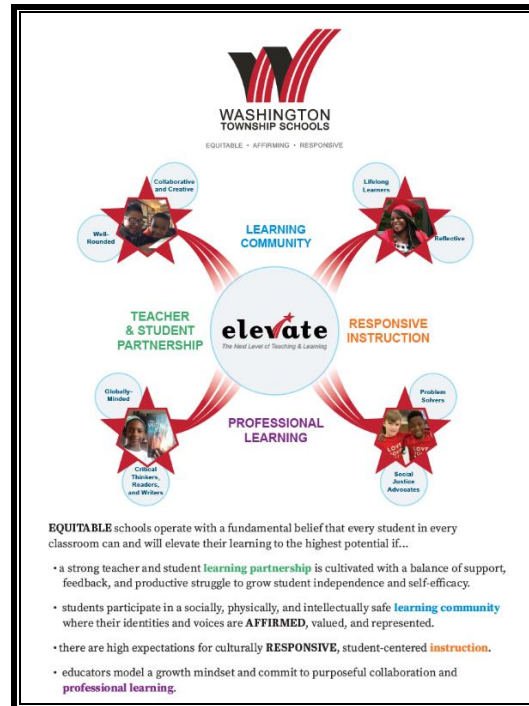 WASHINGTON
TOWNSHIP SCHOOLS
EQUITABLE • AFFIRMING • RESPONSIVE
Collaborative
and Creative
Well-
Rounded
Lifelong
Learners
Reflective
LEARNING
COMMUNITY
TEACHER
& STUDENT
PARTNERSHIP
elevate
The Next Level of Teaching & Learning
RESPONSIVE
INSTRUCTION
Globally-
Minded
Critical
Thinkers,
Readers,
and Writers
PROFESSIONAL
LEARNING
Problem
Solvers
Social
Justice
Advocates
EQUITABLE schools operate with a fundamental belief that every student in every
classroom can and will elevate their learning to the highest potential if...
• a strong teacher and student learning partnership is cultivated with a balance of support,
feedback, and productive struggle to grow student independence and self-efficacy.
• students participate in a socially, physically, and intellectually safe learning community
where their identities and voices are AFFIRMED, valued, and represented.
• there are high expectations for culturally RESPONSIVE, student-centered instruction.
• educators model a growth mindset and commit to purposeful collaboration and
professional learning.